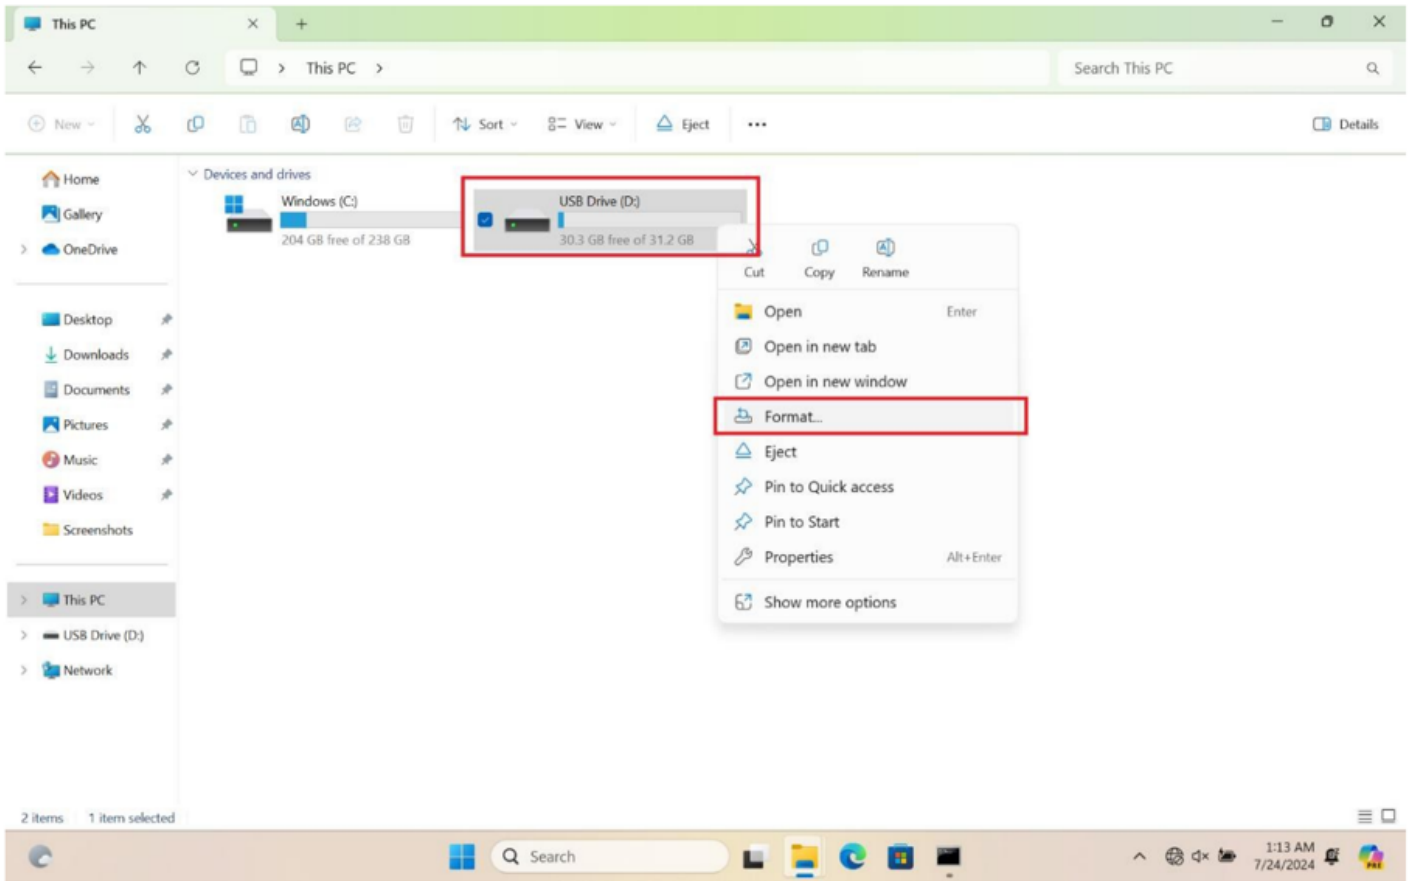 This PC
This PC
Search This PC
New
Sort
View
Eject
Details
Home
Gallery
OneDrive
Desktop
Downloads
Documents
Pictures
Music
Videos
Screenshots
This PC
USB Drive (D:)
Network
Devices and drives
Windows (C:)
204 GB free of 238 GB
USB Drive (D:)
30.3 GB free of 31.2 GB
Cut Copy Rename
Open Enter
Open in new tab
Open in new window
Format...
Eject
Pin to Quick access
Pin to Start
Properties Alt+Enter
Show more options
2 items 1 item selected
Search
1:13 AM
7/24/2024
PRE